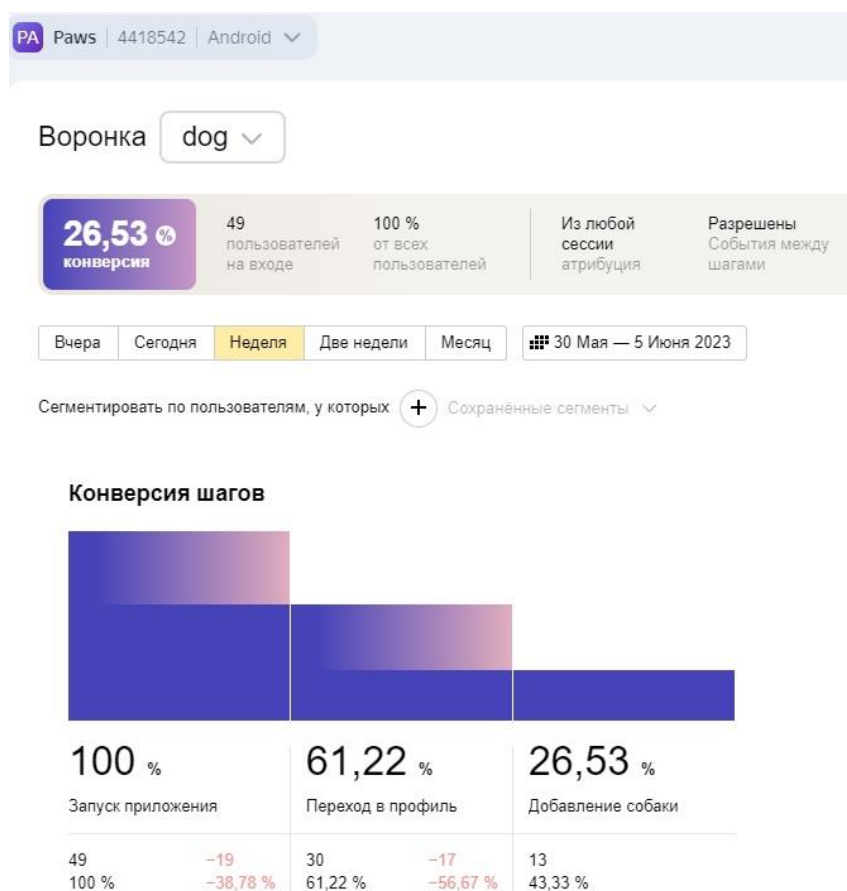 PA Paws | 4418542 | Android
Воронка dog
26,53 %
конверсия
49
пользователей
на входе
100 %
от всех
пользователей
Из любой
сессии
атрибуция
Разрешены
События между
шагами
Вчера Сегодня Неделя Две недели Месяц 30 Мая — 5 Июня 2023
Сегментировать по пользователям, у которых + Сохранённые сегменты
Конверсия шагов
100 % 61,22 % 26,53 %
Запуск приложения Переход в профиль Добавление собаки
49 −19 30 −17 13
100 % −38,78 % 61,22 % −56,67 % 43,33 %